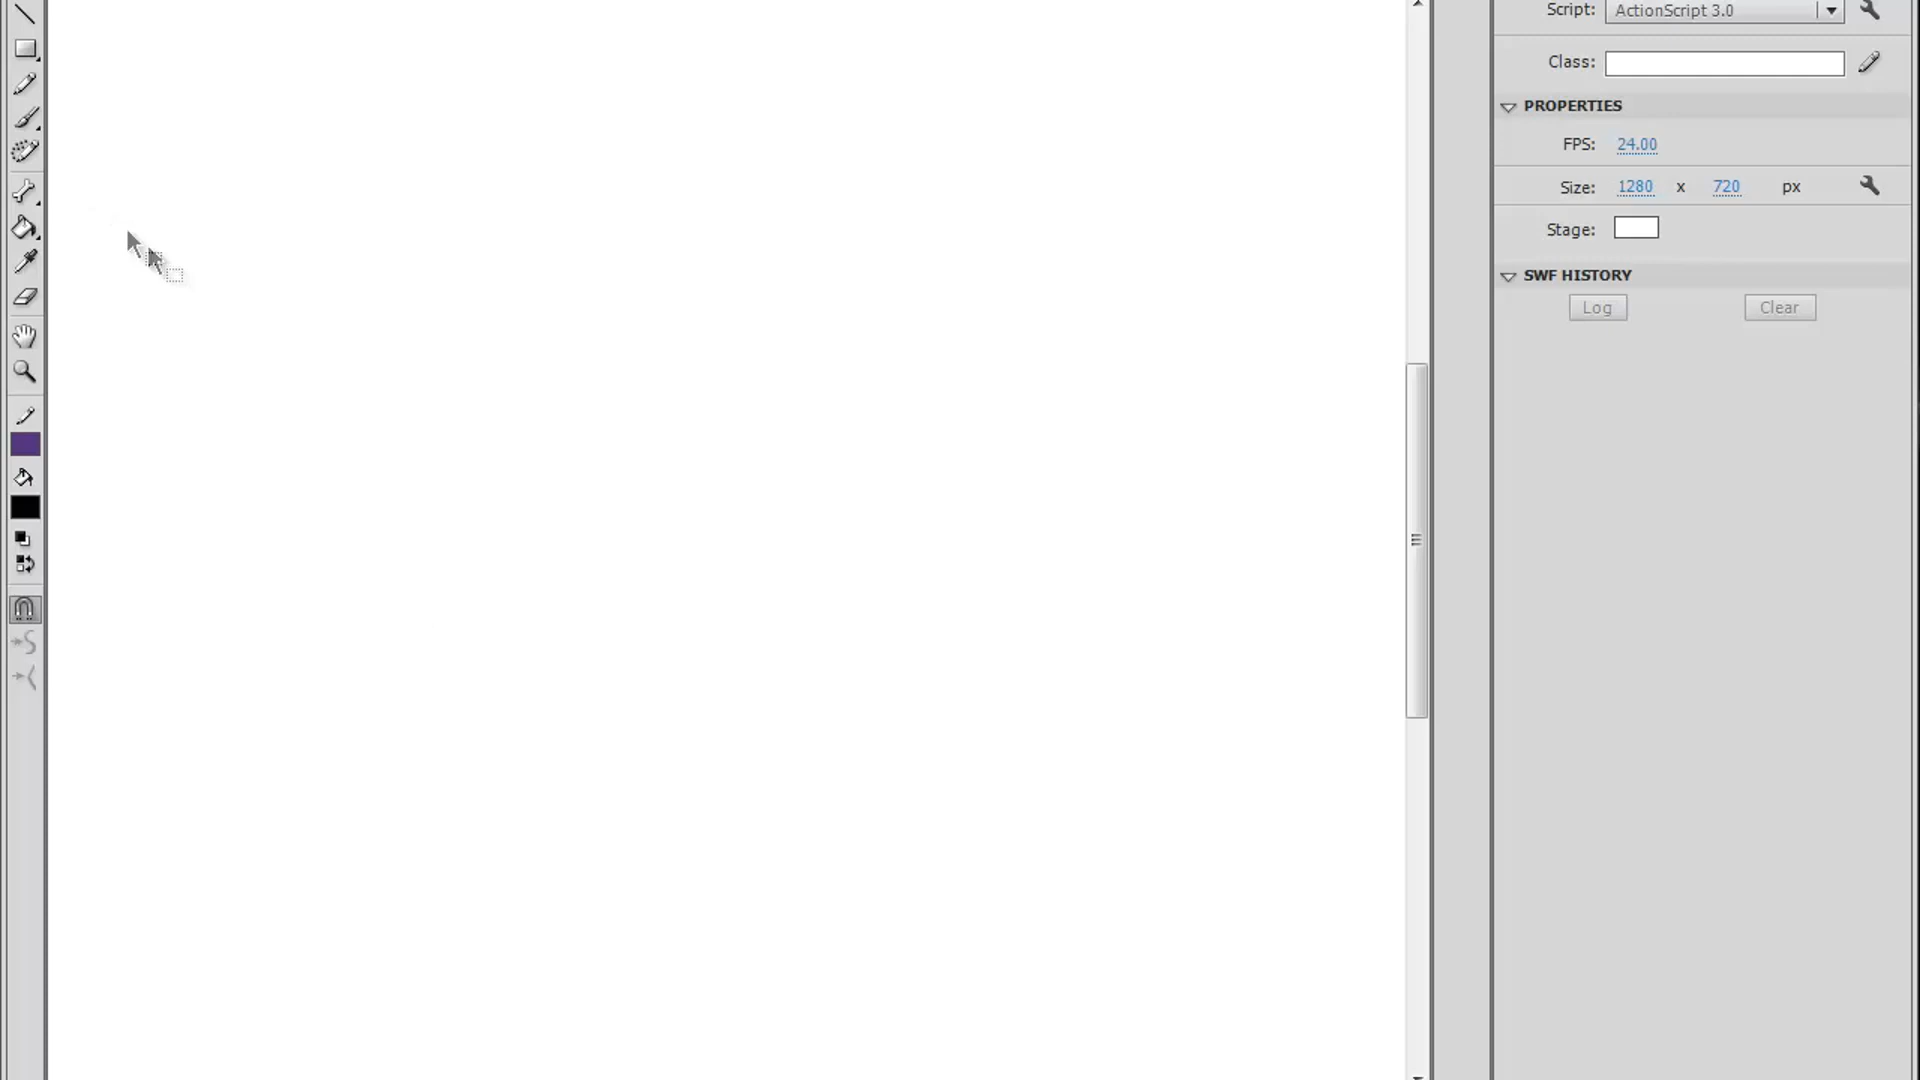 Script: ActionScript 3.0
Class:
PROPERTIES
FPS: 24.00
Size: 1280 x 720 px
Stage:
SWF HISTORY
Log Clear